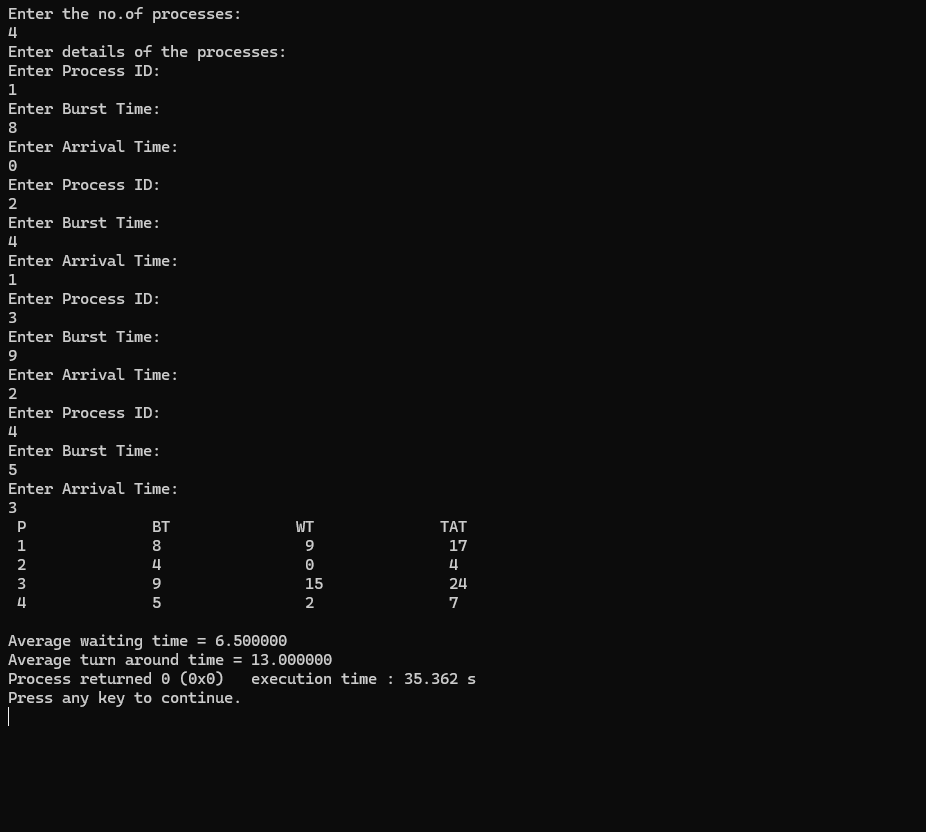 Enter the no.of processes:
4
Enter details of the processes:
Enter Process ID:
1
Enter Burst Time:
8
Enter Arrival Time:
0
Enter Process ID:
2
Enter Burst Time:
4
Enter Arrival Time:
1
Enter Process ID:
3
Enter Burst Time:
9
Enter Arrival Time:
2
Enter Process ID:
4
Enter Burst Time:
5
Enter Arrival Time:
3
P BT WT TAT
1 8 9 17
2 4 0 4
3 9 15 24
4 5 2 7
Average waiting time = 6.500000
Average turn around time = 13.000000
Process returned 0 (0x0) execution time : 35.362 s
Press any key to continue.